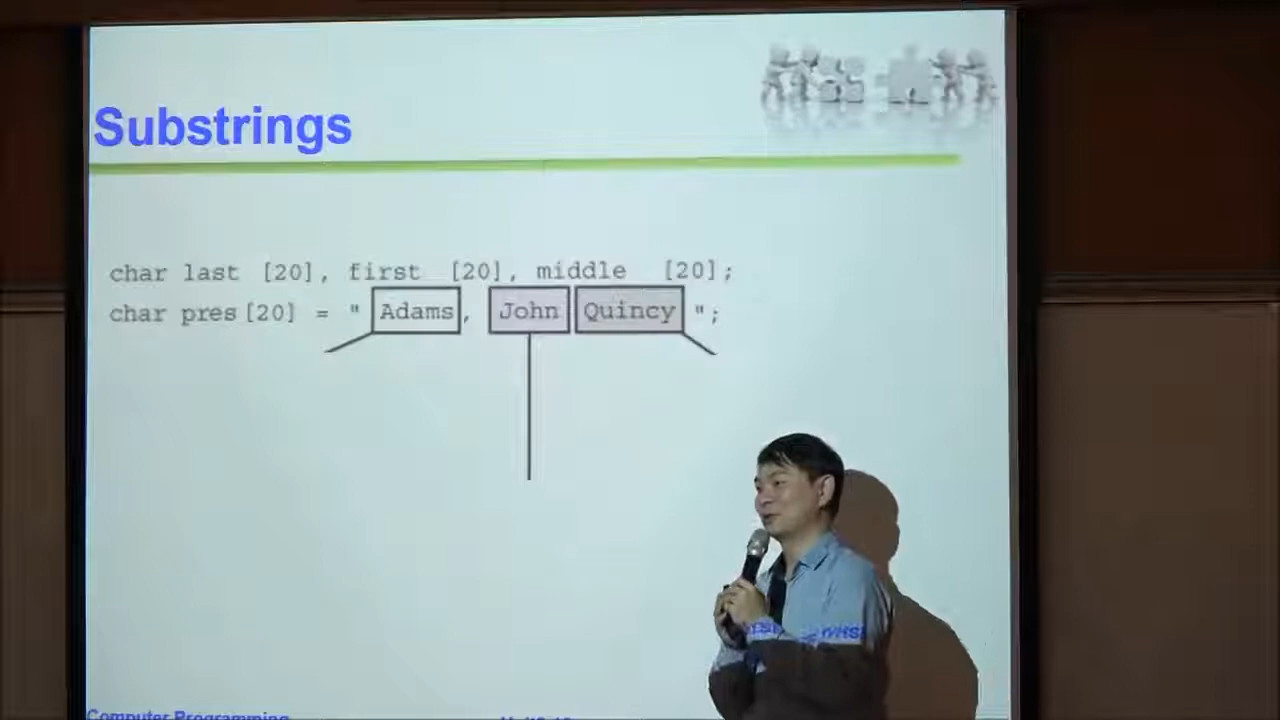 Substrings
char last [20], first [20], middle [20];
char pres[20] = " Adams, John Quincy ";
Computer Programming